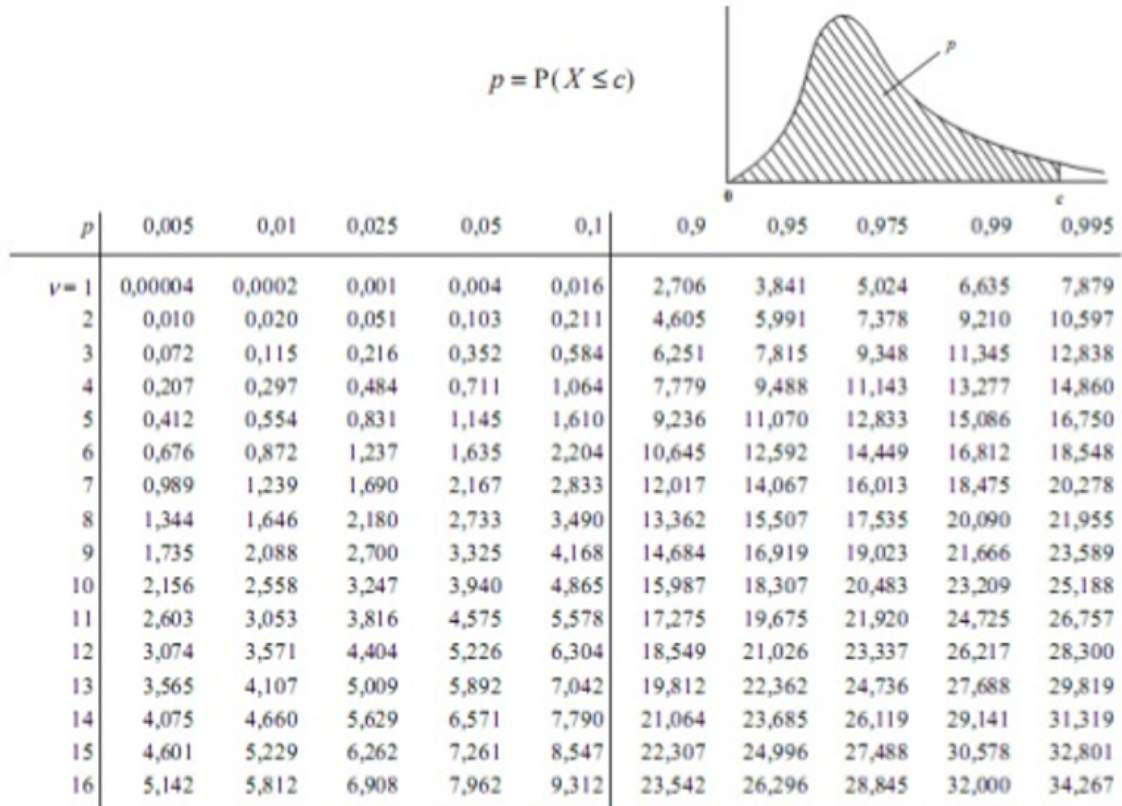 p = P(X ≤ c)
p
0 c
p 0,005 0,01 0,025 0,05 0,1 0,9 0,95 0,975 0,99 0,995
ν = 1 0,00004 0,0002 0,001 0,004 0,016 2,706 3,841 5,024 6,635 7,879
2 0,010 0,020 0,051 0,103 0,211 4,605 5,991 7,378 9,210 10,597
3 0,072 0,115 0,216 0,352 0,584 6,251 7,815 9,348 11,345 12,838
4 0,207 0,297 0,484 0,711 1,064 7,779 9,488 11,143 13,277 14,860
5 0,412 0,554 0,831 1,145 1,610 9,236 11,070 12,833 15,086 16,750
6 0,676 0,872 1,237 1,635 2,204 10,645 12,592 14,449 16,812 18,548
7 0,989 1,239 1,690 2,167 2,833 12,017 14,067 16,013 18,475 20,278
8 1,344 1,646 2,180 2,733 3,490 13,362 15,507 17,535 20,090 21,955
9 1,735 2,088 2,700 3,325 4,168 14,684 16,919 19,023 21,666 23,589
10 2,156 2,558 3,247 3,940 4,865 15,987 18,307 20,483 23,209 25,188
11 2,603 3,053 3,816 4,575 5,578 17,275 19,675 21,920 24,725 26,757
12 3,074 3,571 4,404 5,226 6,304 18,549 21,026 23,337 26,217 28,300
13 3,565 4,107 5,009 5,892 7,042 19,812 22,362 24,736 27,688 29,819
14 4,075 4,660 5,629 6,571 7,790 21,064 23,685 26,119 29,141 31,319
15 4,601 5,229 6,262 7,261 8,547 22,307 24,996 27,488 30,578 32,801
16 5,142 5,812 6,908 7,962 9,312 23,542 26,296 28,845 32,000 34,267